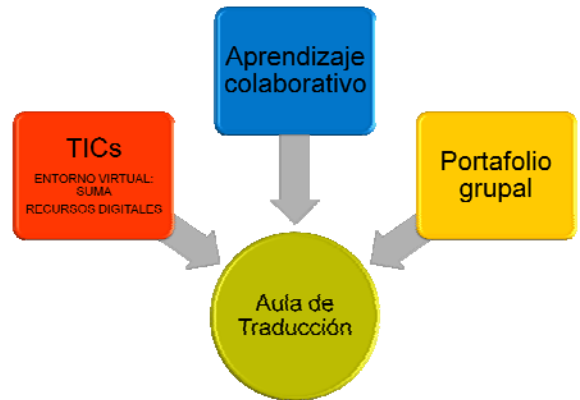 Aprendizaje
colaborativo
TICs
ENTORNO VIRTUAL:
SUMA
RECURSOS DIGITALES
Portafolio
grupal
Aula de
Traducción